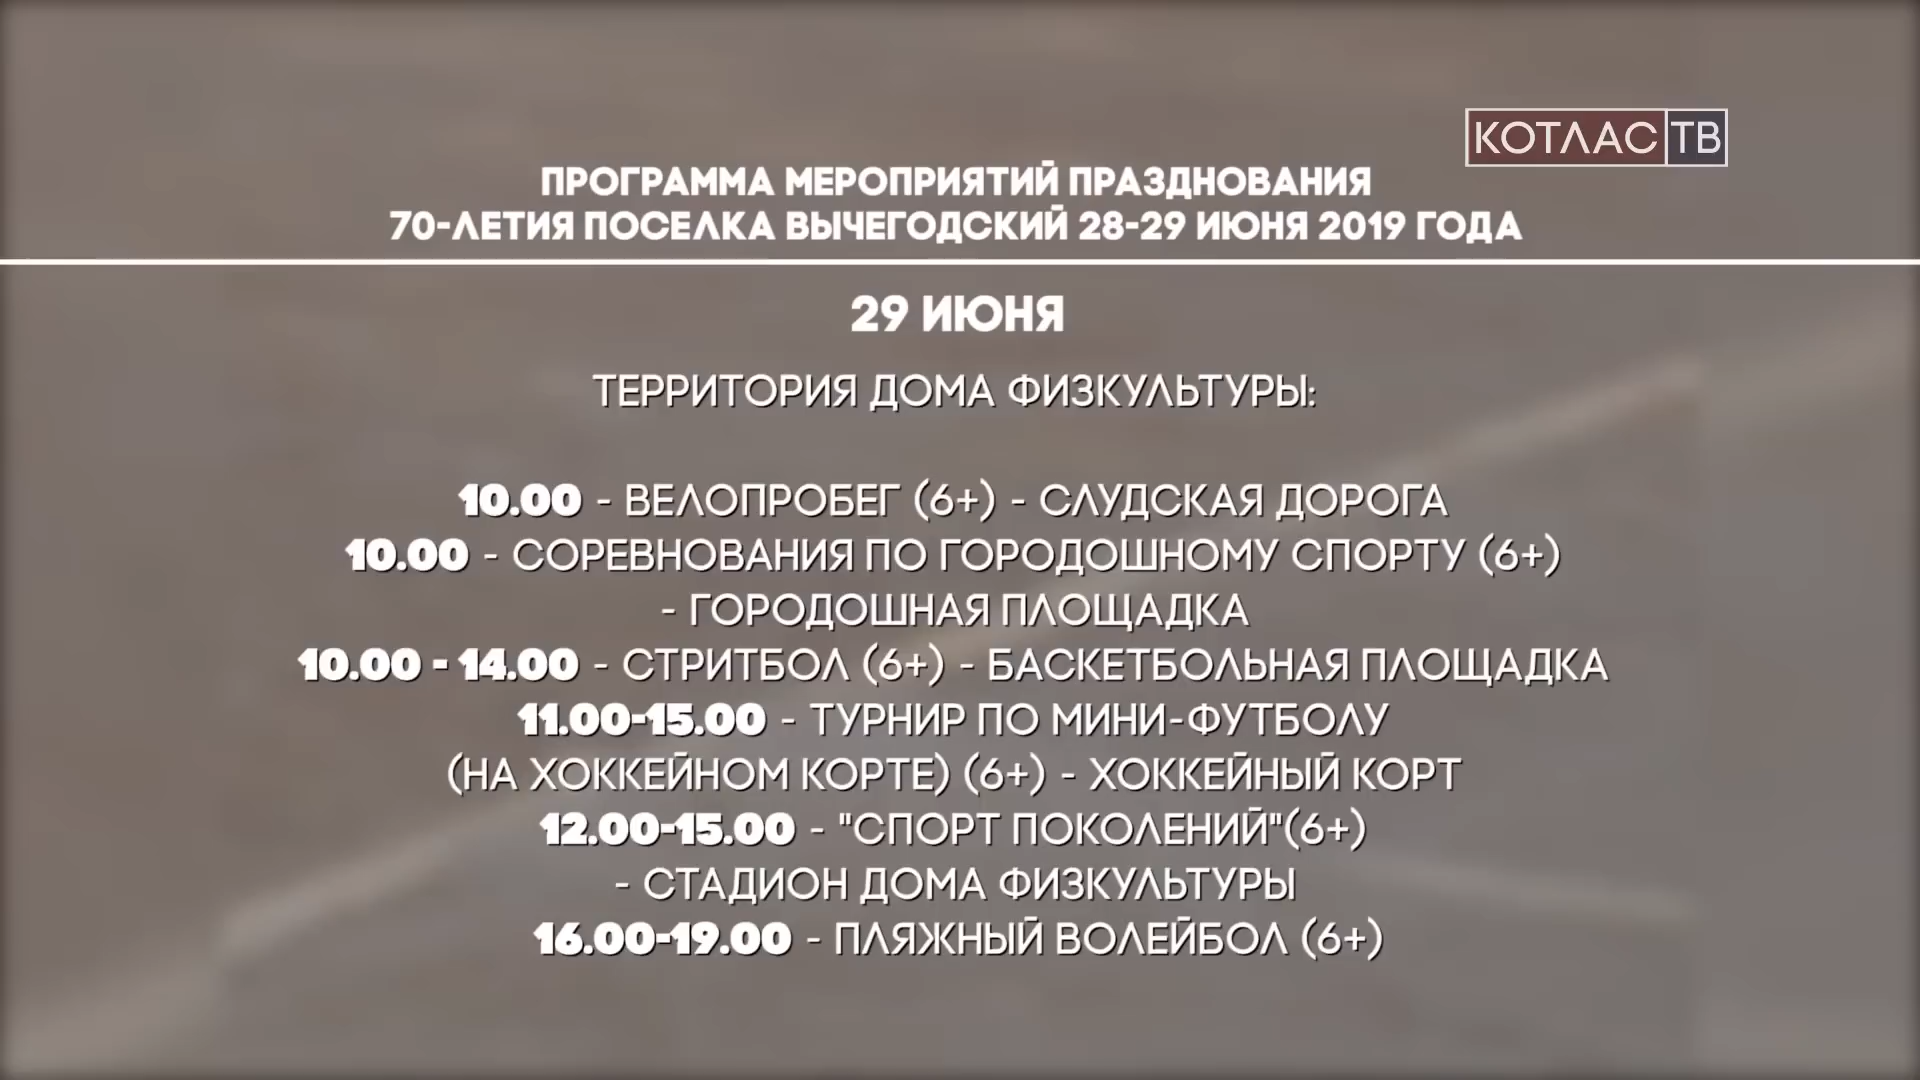 КОТЛАС ТВ
ПРОГРАММА МЕРОПРИЯТИЙ ПРАЗДНОВАНИЯ
70-ЛЕТИЯ ПОСЕЛКА ВЫЧЕГОДСКИЙ 28-29 ИЮНЯ 2019 ГОДА
29 ИЮНЯ
ТЕРРИТОРИЯ ДОМА ФИЗКУЛЬТУРЫ:
10.00 - ВЕЛОПРОБЕГ (6+) - СЛУДСКАЯ ДОРОГА
10.00 - СОРЕВНОВАНИЯ ПО ГОРОДОШНОМУ СПОРТУ (6+)
- ГОРОДОШНАЯ ПЛОЩАДКА
10.00 - 14.00 - СТРИТБОЛ (6+) - БАСКЕТБОЛЬНАЯ ПЛОЩАДКА
11.00-15.00 - ТУРНИР ПО МИНИ-ФУТБОЛУ
(НА ХОККЕЙНОМ КОРТЕ) (6+) - ХОККЕЙНЫЙ КОРТ
12.00-15.00 - "СПОРТ ПОКОЛЕНИЙ"(6+)
- СТАДИОН ДОМА ФИЗКУЛЬТУРЫ
16.00-19.00 - ПЛЯЖНЫЙ ВОЛЕЙБОЛ (6+)